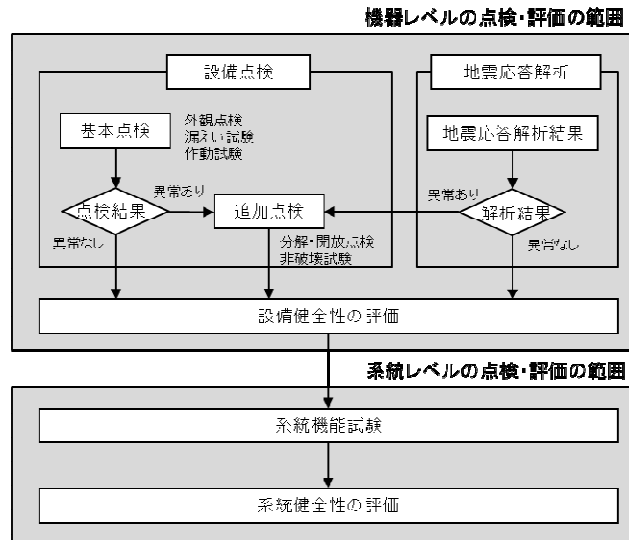 機器レベルの点検・評価の範囲
設備点検
地震応答解析
基本点検
外観点検
漏えい試験
作動試験
地震応答解析結果
点検結果
異常あり
追加点検
異常あり
解析結果
異常なし
分解・開放点検
非破壊試験
異常なし
設備健全性の評価
系統レベルの点検・評価の範囲
系統機能試験
系統健全性の評価